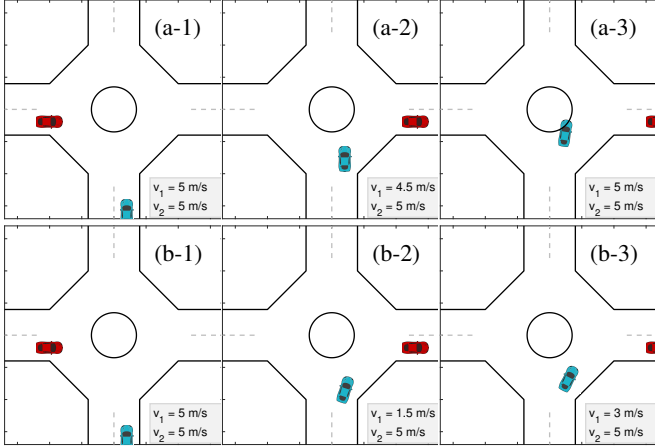 (a-1)
v₁ = 5 m/s
v₂ = 5 m/s
(a-2)
v₁ = 4.5 m/s
v₂ = 5 m/s
(a-3)
v₁ = 5 m/s
v₂ = 5 m/s
(b-1)
v₁ = 5 m/s
v₂ = 5 m/s
(b-2)
v₁ = 1.5 m/s
v₂ = 5 m/s
(b-3)
v₁ = 3 m/s
v₂ = 5 m/s